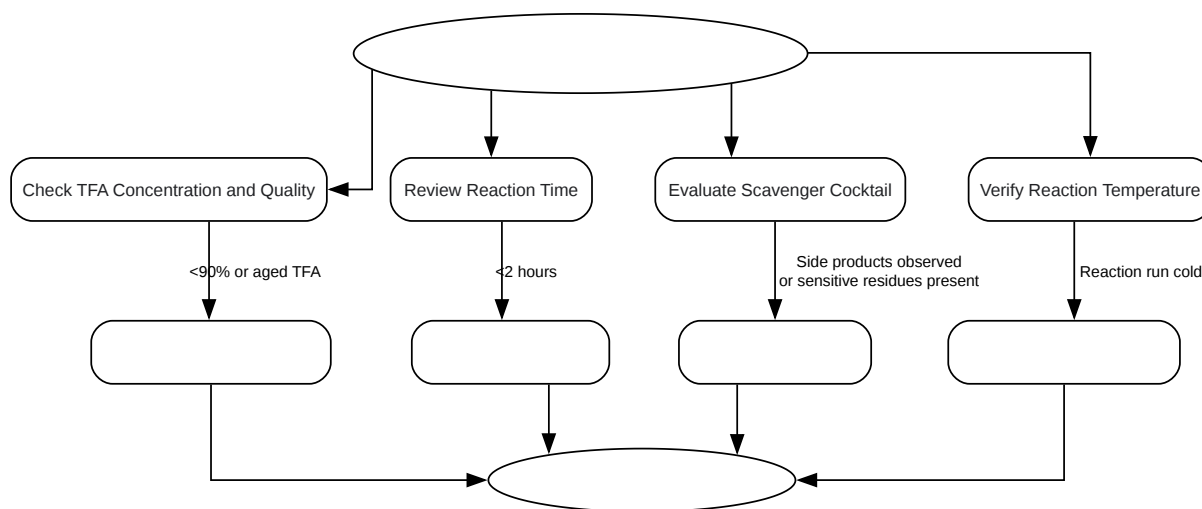 Check TFA Concentration and Quality
Review Reaction Time
Evaluate Scavenger Cocktail
Verify Reaction Temperature
<90% or aged TFA
<2 hours
Side products observed
or sensitive residues present
Reaction run cold